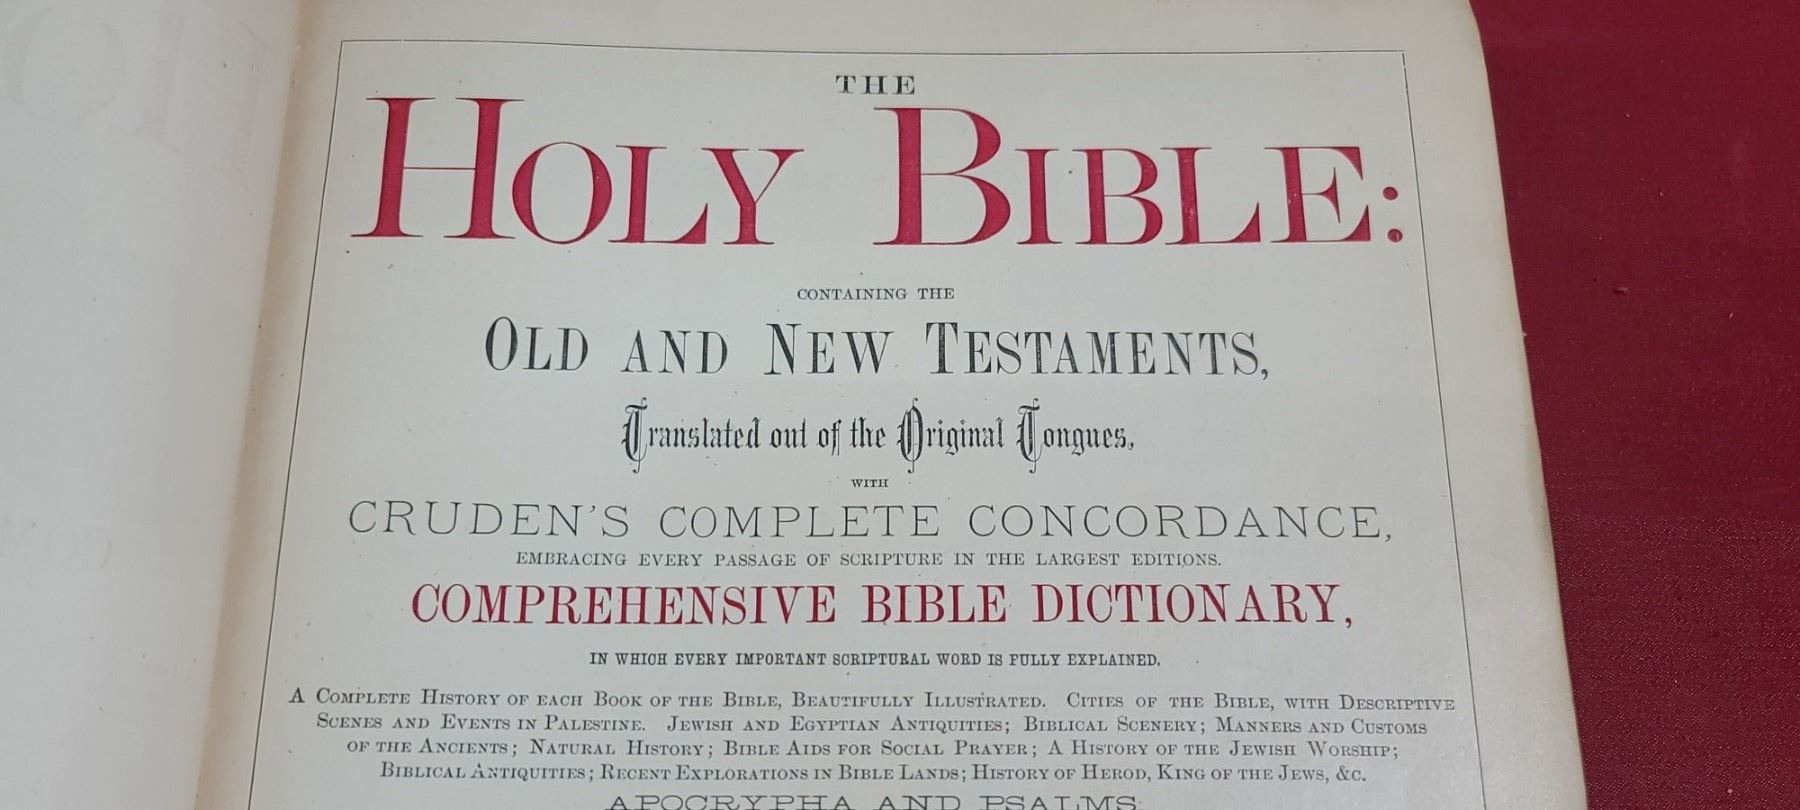 THE
HOLY BIBLE:
CONTAINING THE
OLD AND NEW TESTAMENTS,
Translated out of the Original Tongues,
WITH
CRUDEN'S COMPLETE CONCORDANCE,
EMBRACING EVERY PASSAGE OF SCRIPTURE IN THE LARGEST EDITIONS.
COMPREHENSIVE BIBLE DICTIONARY,
IN WHICH EVERY IMPORTANT SCRIPTURAL WORD IS FULLY EXPLAINED.
A COMPLETE HISTORY OF EACH BOOK OF THE BIBLE, BEAUTIFULLY ILLUSTRATED. CITIES OF THE BIBLE, WITH DESCRIPTIVE
SCENES AND EVENTS IN PALESTINE. JEWISH AND EGYPTIAN ANTIQUITIES; BIBLICAL SCENERY; MANNERS AND CUSTOMS
OF THE ANCIENTS; NATURAL HISTORY; BIBLE AIDS FOR SOCIAL PRAYER; A HISTORY OF THE JEWISH WORSHIP;
BIBLICAL ANTIQUITIES; RECENT EXPLORATIONS IN BIBLE LANDS; HISTORY OF HEROD, KING OF THE JEWS, &C.
APOCRYPHA AND PSALMS